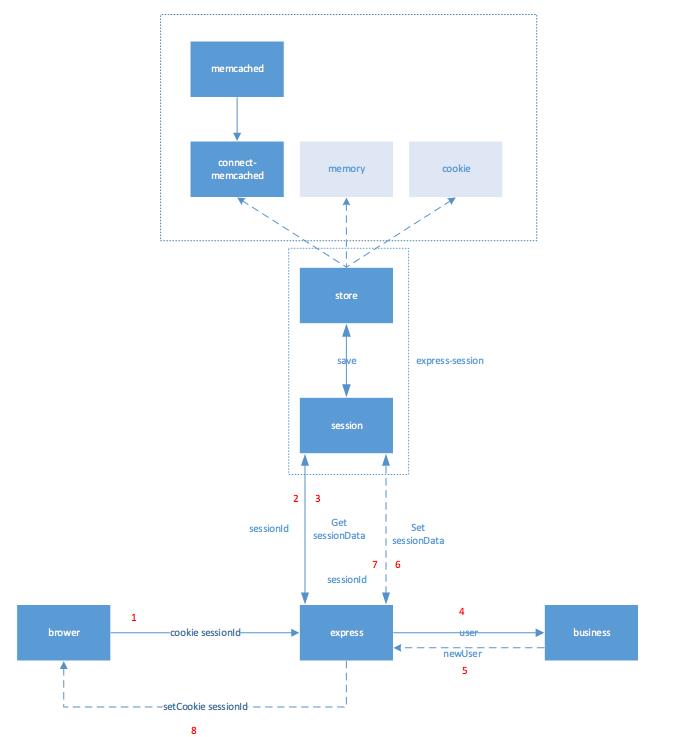 memcached
connect-
memcached
memory
cookie
store
save
express-session
session
2
3
sessionId
Get
sessionData
Set
sessionData
7
6
sessionId
1
4
brower
cookie sessionId
express
user
business
newUser
5
setCookie sessionId
8